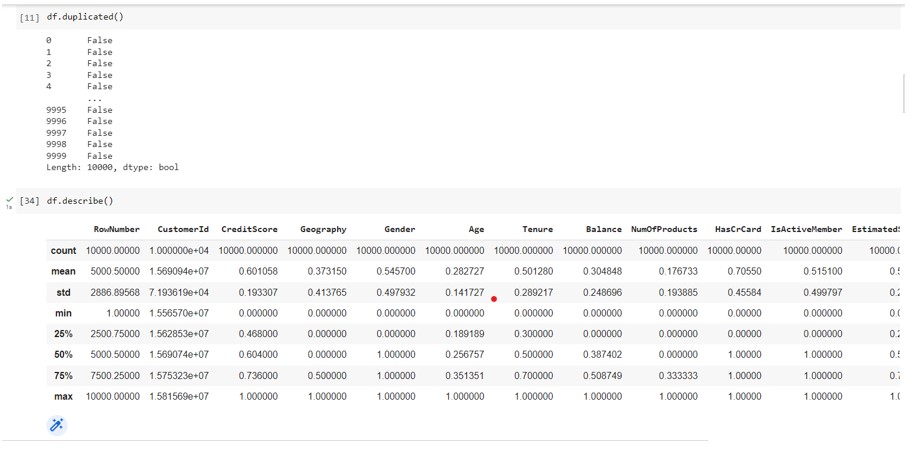 [11] df.duplicated()
0 False
1 False
2 False
3 False
4 False
...
9995 False
9996 False
9997 False
9998 False
9999 False
Length: 10000, dtype: bool
1s [34] df.describe()
RowNumber CustomerId CreditScore Geography Gender Age Tenure Balance NumOfProducts HasCrCard IsActiveMember EstimatedS
count 10000.00000 1.000000e+04 10000.000000 10000.000000 10000.000000 10000.000000 10000.000000 10000.000000 10000.000000 10000.00000 10000.000000 10000.0
mean 5000.50000 1.569094e+07 0.601058 0.373150 0.545700 0.282727 0.501280 0.304848 0.176733 0.70550 0.515100 0.5
std 2886.89568 7.193619e+04 0.193307 0.413765 0.497932 0.141727 0.289217 0.248696 0.193885 0.45584 0.499797 0.2
min 1.00000 1.556570e+07 0.000000 0.000000 0.000000 0.000000 0.000000 0.000000 0.000000 0.00000 0.000000 0.0
25% 2500.75000 1.562853e+07 0.468000 0.000000 0.000000 0.189189 0.300000 0.000000 0.000000 0.00000 0.000000 0.2
50% 5000.50000 1.569074e+07 0.604000 0.000000 1.000000 0.256757 0.500000 0.387402 0.000000 1.00000 1.000000 0.5
75% 7500.25000 1.575323e+07 0.736000 0.500000 1.000000 0.351351 0.700000 0.508749 0.333333 1.00000 1.000000 0.7
max 10000.00000 1.581569e+07 1.000000 1.000000 1.000000 1.000000 1.000000 1.000000 1.000000 1.00000 1.000000 1.0